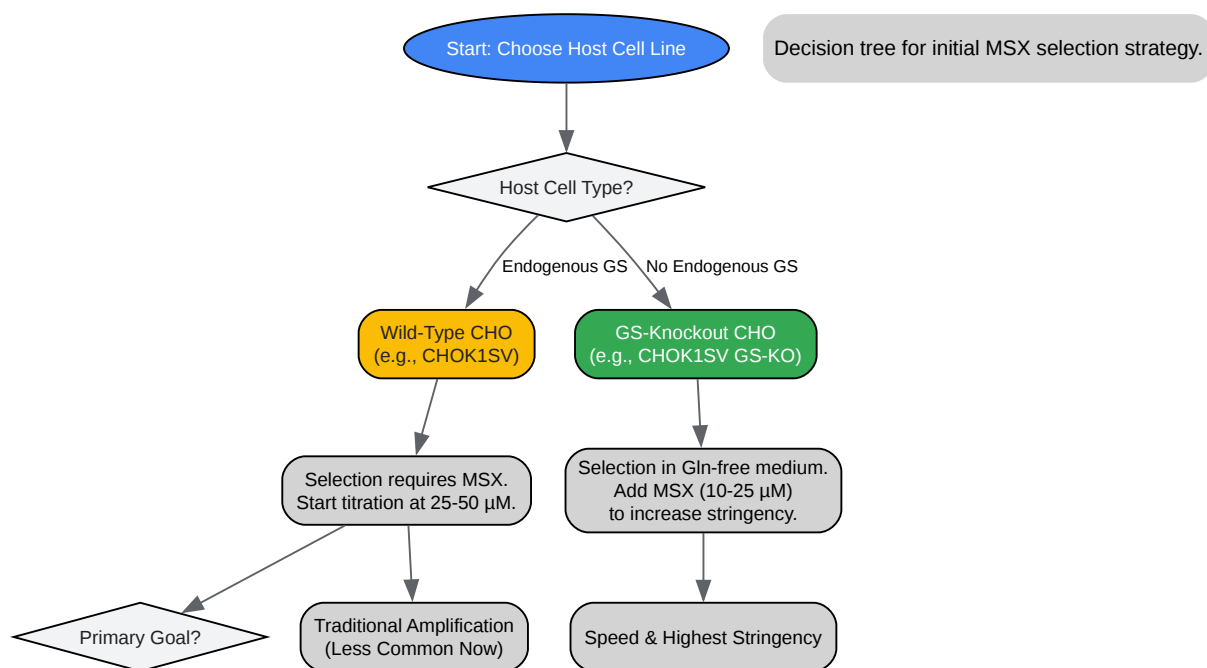 Start: Choose Host Cell Line
Decision tree for initial MSX selection strategy.
Host Cell Type?
Endogenous GS
No Endogenous GS
Wild-Type CHO
(e.g., CHOK1SV)
GS-Knockout CHO
(e.g., CHOK1SV GS-KO)
Selection requires MSX.
Start titration at 25-50 µM.
Selection in Gln-free medium.
Add MSX (10-25 µM)
to increase stringency.
Primary Goal?
Traditional Amplification
(Less Common Now)
Speed & Highest Stringency